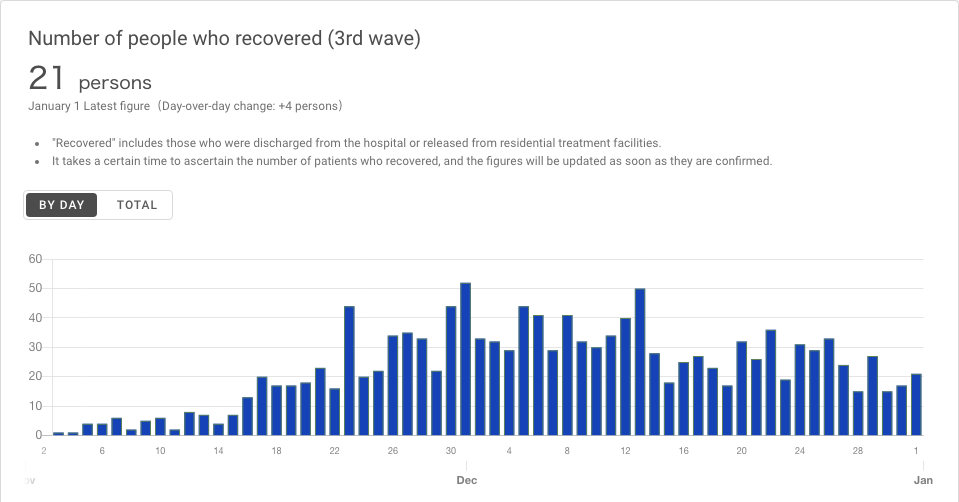 Number of people who recovered (3rd wave)
21 persons
January 1 Latest figure（Day-over-day change: +4 persons）
"Recovered" includes those who were discharged from the hospital or released from residential treatment facilities.
It takes a certain time to ascertain the number of patients who recovered, and the figures will be updated as soon as they are confirmed.
BY DAY TOTAL
60
50
40
30
20
10
0
2 6 10 14 18 22 26 30 4 8 12 16 20 24 28 1
Dec Jan